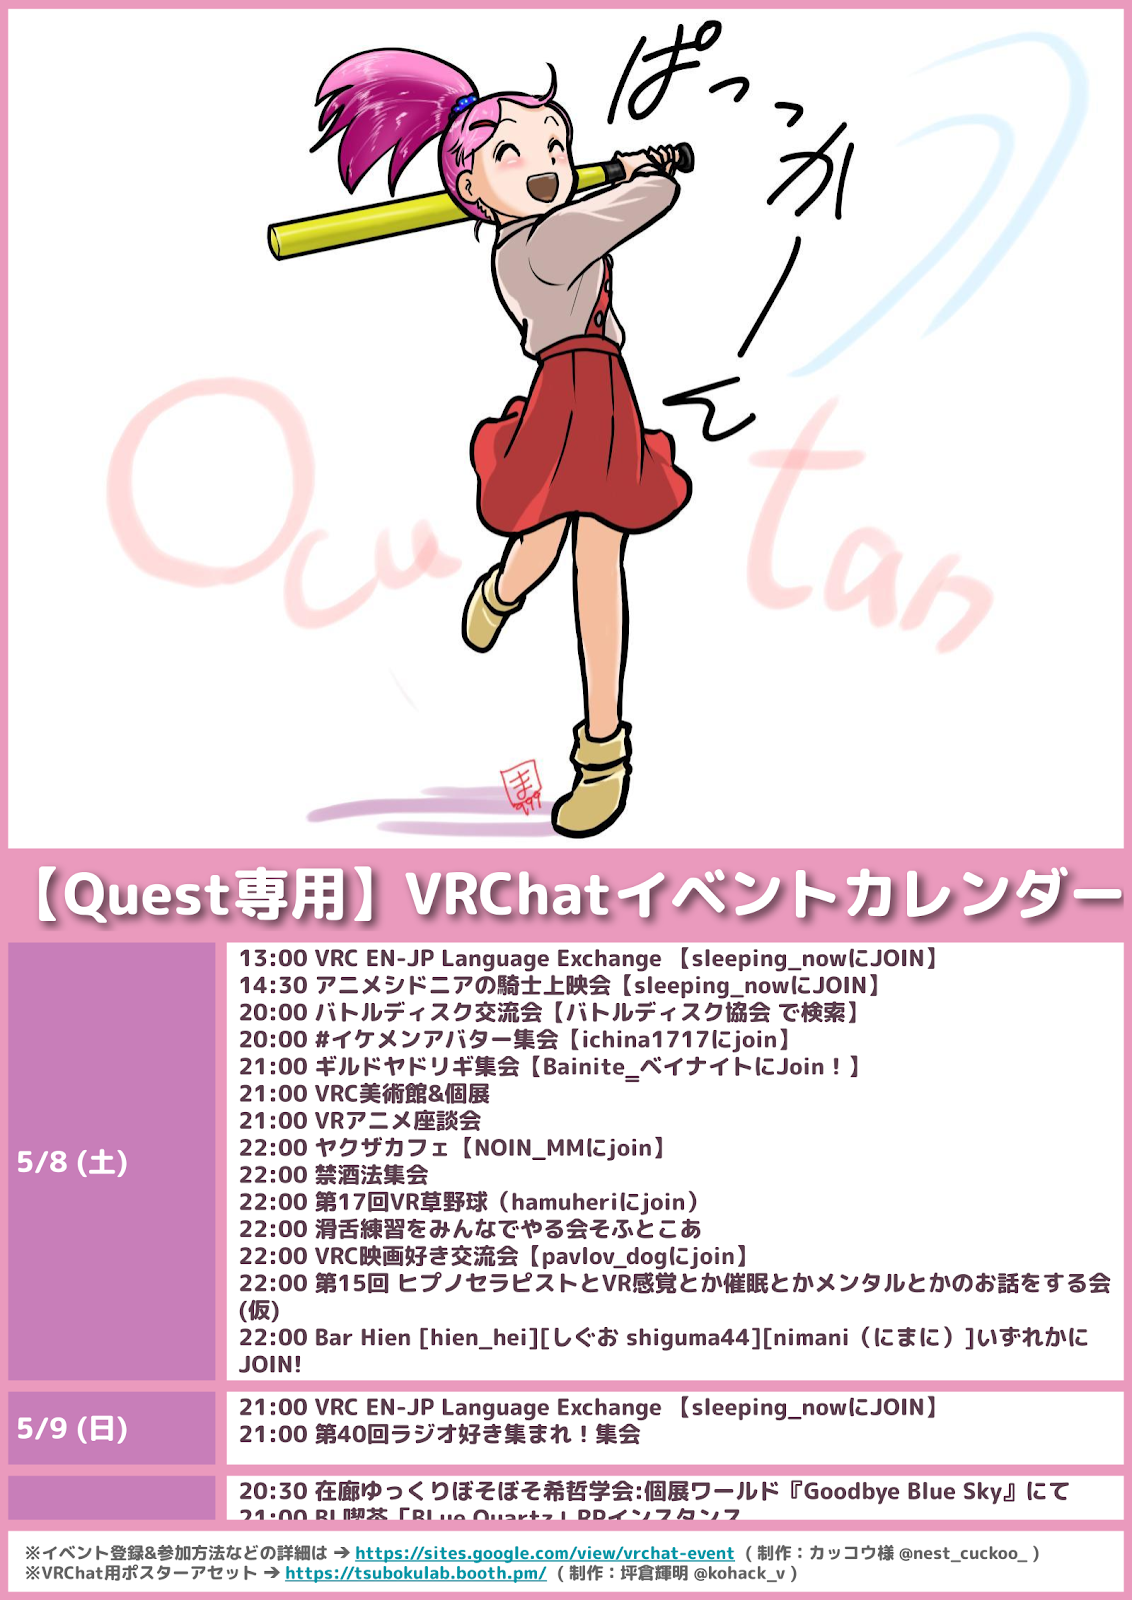 ぱっっかーん
Ocu tan
ま
999
【Quest専用】VRChatイベントカレンダー
5/8 (土)
13:00 VRC EN-JP Language Exchange 【sleeping_nowにJOIN】
14:30 アニメシドニアの騎士上映会【sleeping_nowにJOIN】
20:00 バトルディスク交流会【バトルディスク協会 で検索】
20:00 #イケメンアバター集会【ichina1717にjoin】
21:00 ギルドヤドリギ集会【Bainite‗ベイナイトにJoin！】
21:00 VRC美術館&個展
21:00 VRアニメ座談会
22:00 ヤクザカフェ【NOIN_MMにjoin】
22:00 禁酒法集会
22:00 第17回VR草野球（hamuheriにjoin）
22:00 滑舌練習をみんなでやる会そふとこあ
22:00 VRC映画好き交流会【pavlov_dogにjoin】
22:00 第15回 ヒプノセラピストとVR感覚とか催眠とかメンタルとかのお話をする会
(仮)
22:00 Bar Hien [hien_hei][しぐお shiguma44][nimani（にまに）]いずれかに
JOIN!
5/9 (日)
21:00 VRC EN-JP Language Exchange 【sleeping_nowにJOIN】
21:00 第40回ラジオ好き集まれ！集会
20:30 在廊ゆっくりぼそぼそ希哲学会:個展ワールド『Goodbye Blue Sky』にて
21:00 BL喫茶「BLue Quartz」RPインスタンス
※イベント登録&参加方法などの詳細は ➔ https://sites.google.com/view/vrchat-event （ 制作：カッコウ様 @nest_cuckoo_ ）
※VRChat用ポスターアセット ➔ https://tsubokulab.booth.pm/ （ 制作：坪倉輝明 @kohack_v ）